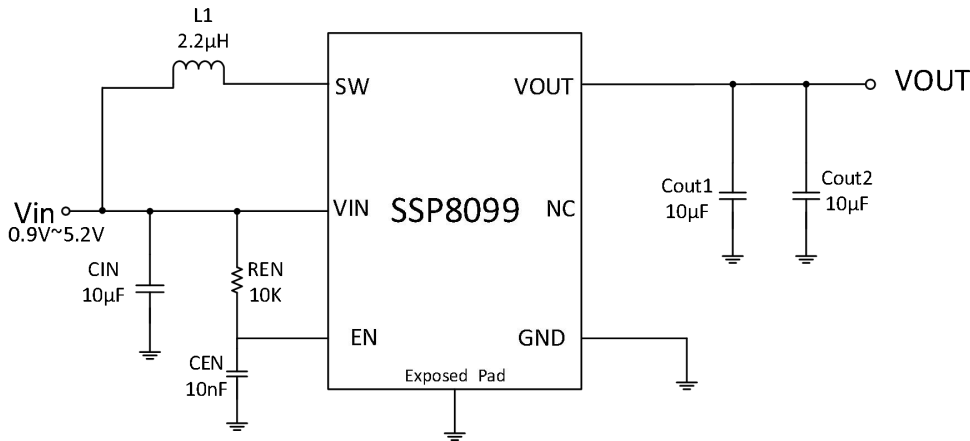 L1
2.2μH
SW
VOUT
VOUT
Vin
0.9V~5.2V
VIN
SSP8099
NC
Cout1
10μF
Cout2
10μF
CIN
10μF
REN
10K
EN
GND
CEN
10nF
Exposed Pad